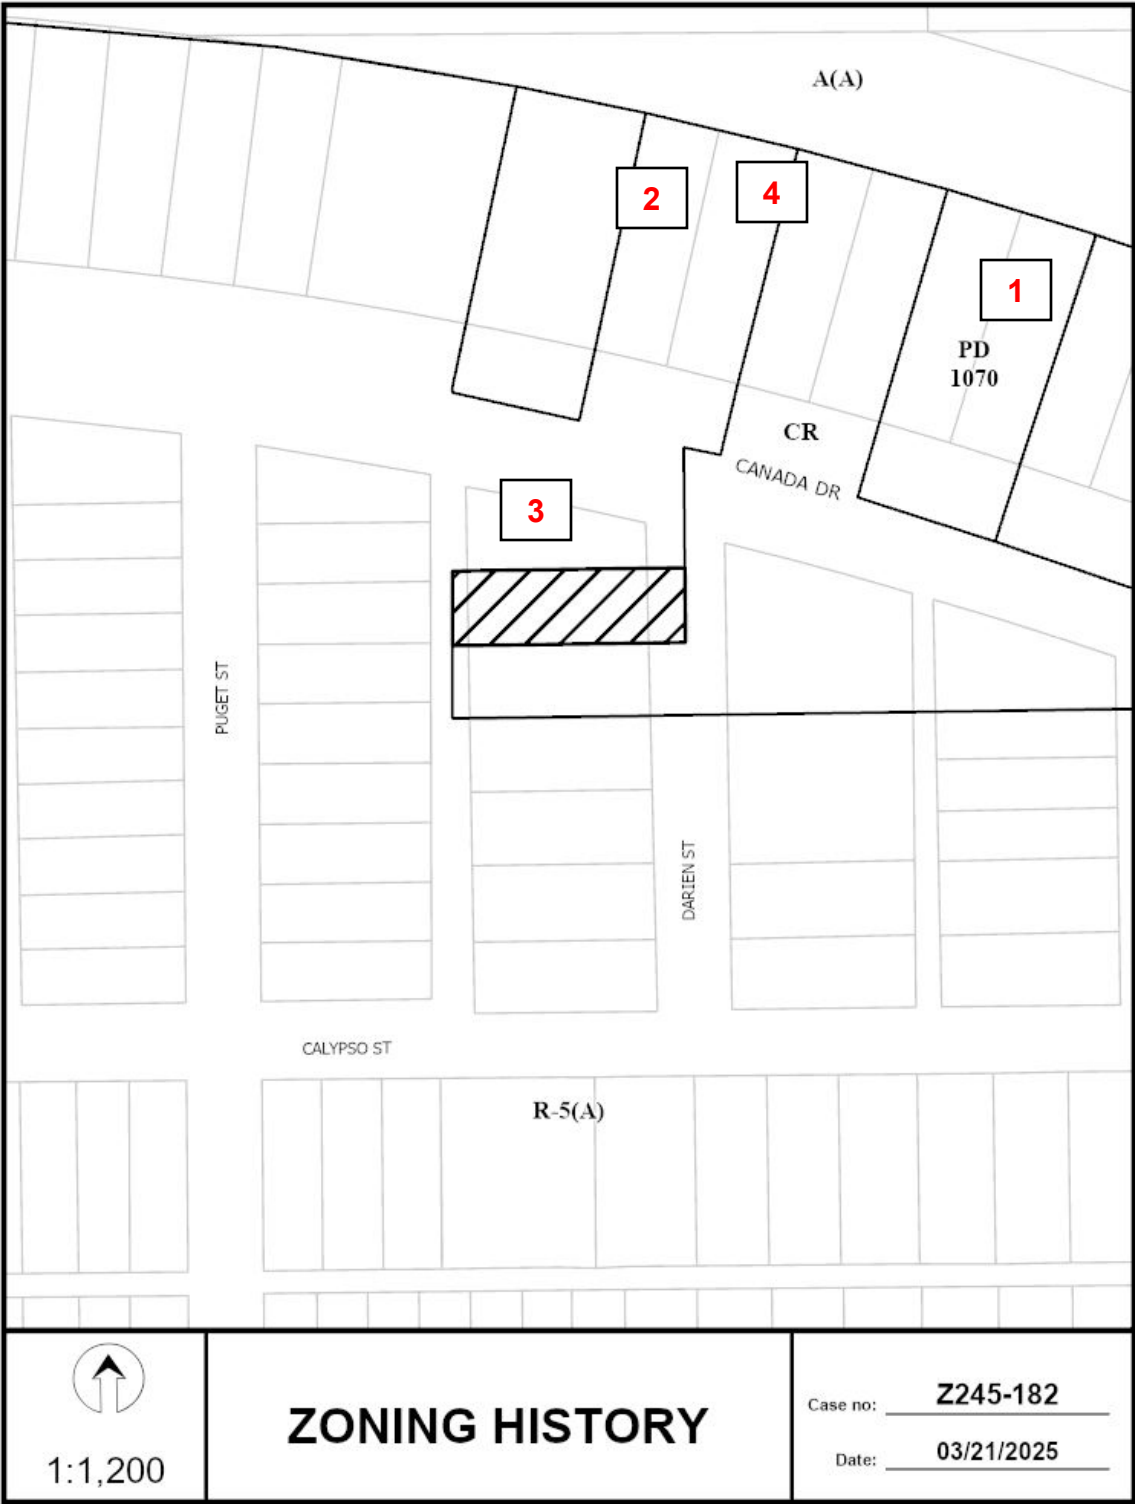 A(A)
2
4
1
PD
1070
CR
CANADA DR
3
PUGET ST
DARIEN ST
CALYPSO ST
R-5(A)
1:1,200
ZONING HISTORY
Case no: Z245-182
Date: 03/21/2025